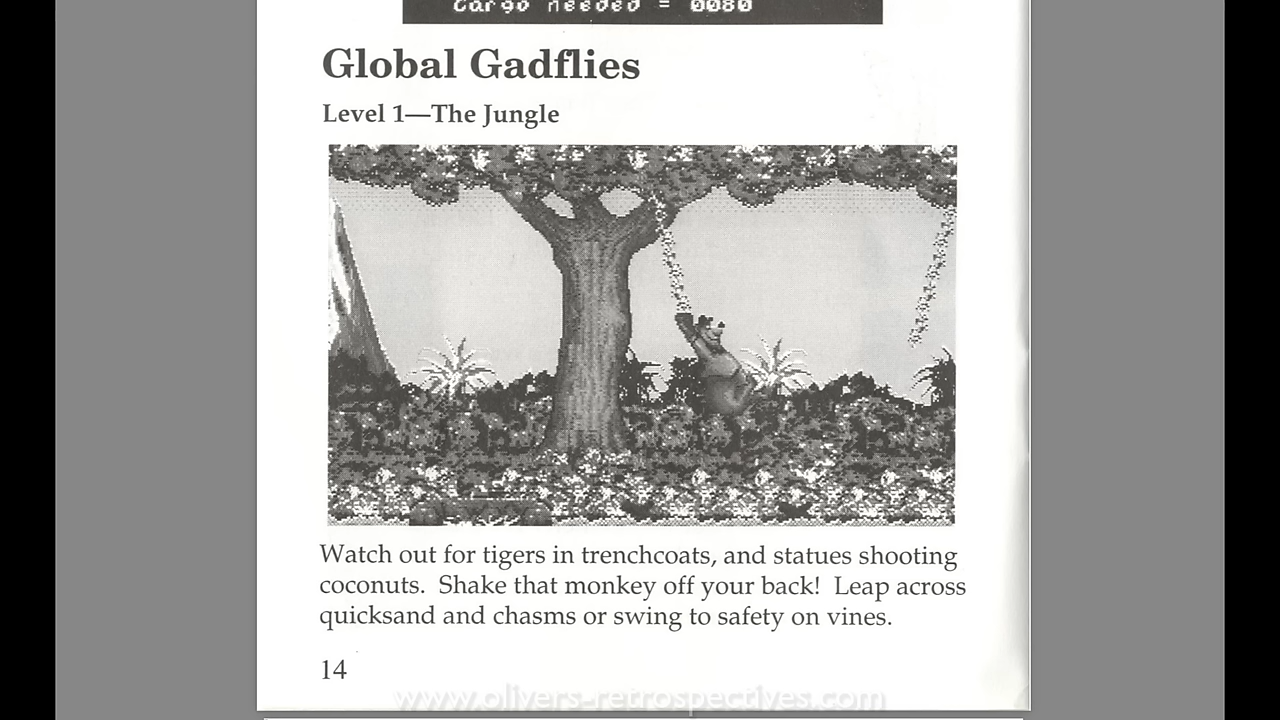 Cargo needed = 0080
Global Gadflies
Level 1—The Jungle
Watch out for tigers in trenchcoats, and statues shooting
coconuts.  Shake that monkey off your back!  Leap across
quicksand and chasms or swing to safety on vines.
14
www.olivers-retrospectives.com